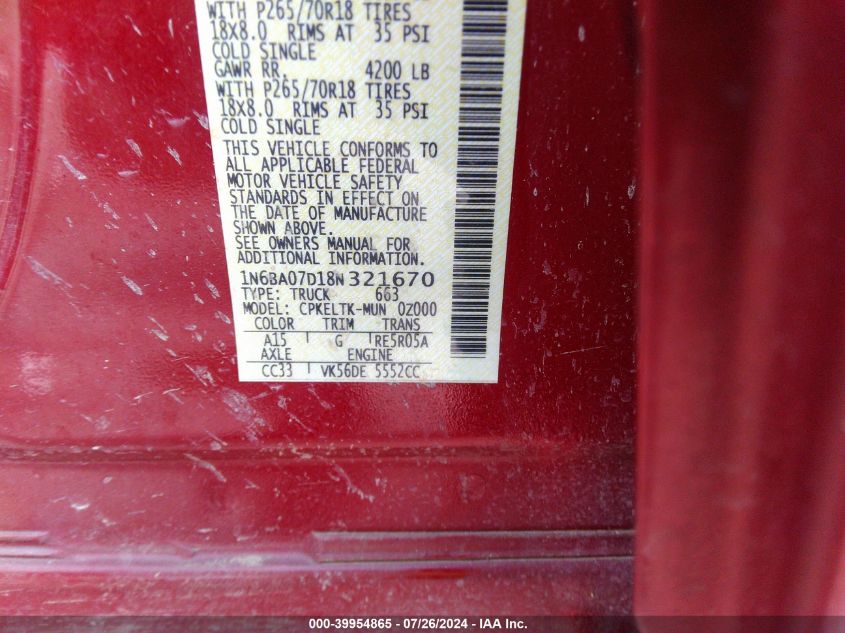 WITH P265/70R18 TIRES
18X8.0 RIMS AT 35 PSI
COLD SINGLE
GAWR RR. 4200 LB
WITH P265/70R18 TIRES
18X8.0 RIMS AT 35 PSI
COLD SINGLE
THIS VEHICLE CONFORMS TO
ALL APPLICABLE FEDERAL
MOTOR VEHICLE SAFETY
STANDARDS IN EFFECT ON
THE DATE OF MANUFACTURE
SHOWN ABOVE.
SEE OWNERS MANUAL FOR
ADDITIONAL INFORMATION.
1N6BA07D18N321670
TYPE: TRUCK 663
MODEL: CPKELTK-MUN 0Z000
COLOR TRIM TRANS
A15 G RE5R05A
AXLE ENGINE
CC33 VK56DE 5552CC
000-39954865 - 07/26/2024 - IAA Inc.